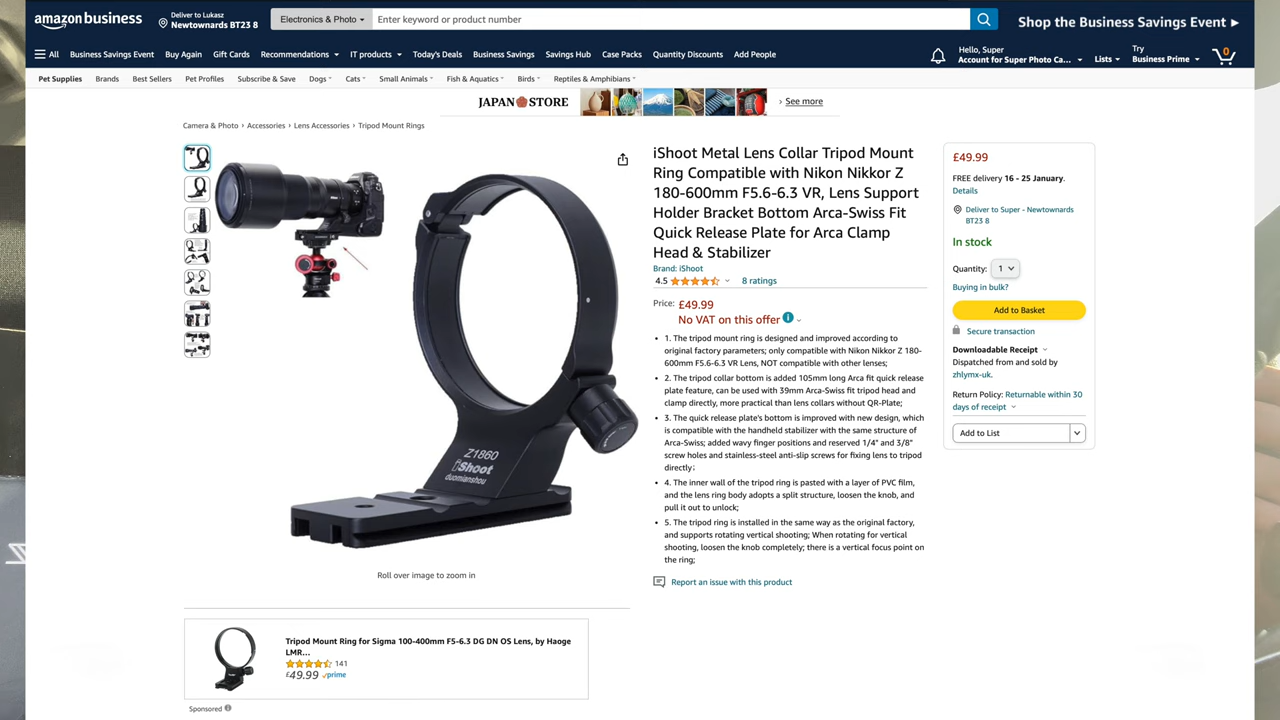 amazon business
Deliver to Lukasz
Newtownards BT23 8
Electronics & Photo
Enter keyword or product number
Shop the Business Savings Event
All
Business Savings Event
Buy Again
Gift Cards
Recommendations
IT products
Today's Deals
Business Savings
Savings Hub
Case Packs
Quantity Discounts
Add People
Hello, Super
Account for Super Photo Ca...
Lists
Try
Business Prime
0
Pet Supplies
Brands
Best Sellers
Pet Profiles
Subscribe & Save
Dogs
Cats
Small Animals
Fish & Aquatics
Birds
Reptiles & Amphibians
JAPAN STORE
› See more
Camera & Photo › Accessories › Lens Accessories › Tripod Mount Rings
Z1860
iShoot
duomianshou
Roll over image to zoom in
iShoot Metal Lens Collar Tripod Mount
Ring Compatible with Nikon Nikkor Z
180-600mm F5.6-6.3 VR, Lens Support
Holder Bracket Bottom Arca-Swiss Fit
Quick Release Plate for Arca Clamp
Head & Stabilizer
Brand: iShoot
4.5
8 ratings
Price: £49.99
No VAT on this offer
• 1. The tripod mount ring is designed and improved according to
original factory parameters; only compatible with Nikon Nikkor Z 180-
600mm F5.6-6.3 VR Lens, NOT compatible with other lenses;
• 2. The tripod collar bottom is added 105mm long Arca fit quick release
plate feature, can be used with 39mm Arca-Swiss fit tripod head and
clamp directly, more practical than lens collars without QR-Plate;
• 3. The quick release plate's bottom is improved with new design, which
is compatible with the handheld stabilizer with the same structure of
Arca-Swiss; added wavy finger positions and reserved 1/4" and 3/8"
screw holes and stainless-steel anti-slip screws for fixing lens to tripod
directly；
• 4. The inner wall of the tripod ring is pasted with a layer of PVC film,
and the lens ring body adopts a split structure, loosen the knob, and
pull it out to unlock;
• 5. The tripod ring is installed in the same way as the original factory,
and supports rotating vertical shooting; When rotating for vertical
shooting, loosen the knob completely; there is a vertical focus point on
the ring;
Report an issue with this product
£49.99
FREE delivery 16 - 25 January.
Details
Deliver to Super - Newtownards
BT23 8
In stock
Quantity: 1
Buying in bulk?
Add to Basket
Secure transaction
Downloadable Receipt
Dispatched from and sold by
zhlymx-uk.
Return Policy: Returnable within 30
days of receipt
Add to List
Tripod Mount Ring for Sigma 100-400mm F5-6.3 DG DN OS Lens, by Haoge
LMR...
141
£49.99 prime
Sponsored